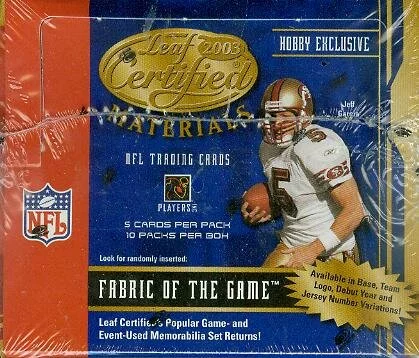 HOBBY EXCLUSIVE
Leaf 2003
Certified
MATERIALS
Jeff
Garcia
NFL TRADING CARDS
PLAYERS INC
5 CARDS PER PACK
10 PACKS PER BOX
NFL
5
Look for randomly inserted:
FABRIC OF THE GAME™
Available in Base, Team
Logo, Debut Year and
Jersey Number Variations!
Leaf Certified's Popular Game- and
Event-Used Memorabilia Set Returns!